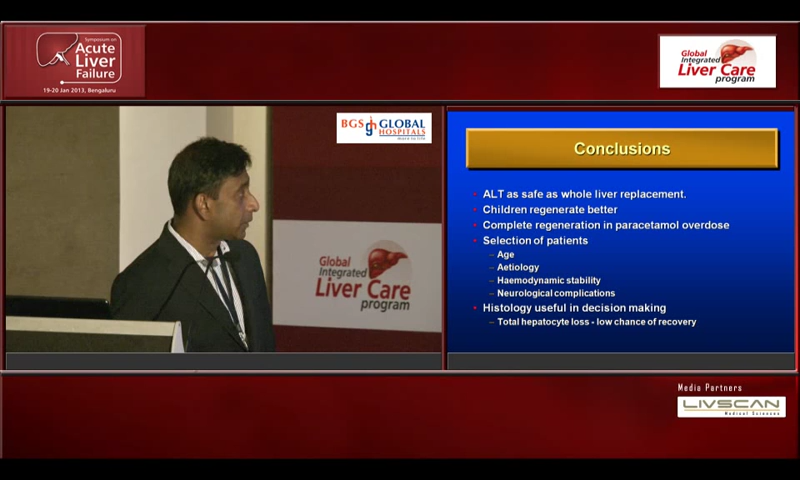 Symposium on
Acute
Liver
Failure
19-20 Jan 2013, Bengaluru
Global
Integrated
Liver Care
program
BGS GLOBAL
HOSPITALS
Global
Integrated
Liver Care
program
Conclusions
ALT as safe as whole liver replacement.
Children regenerate better
Complete regeneration in paracetamol overdose
Selection of patients
– Age
– Aetiology
– Haemodynamic stability
– Neurological complications
Histology useful in decision making
– Total hepatocyte loss - low chance of recovery
Media Partners
LIVSCAN
Medical Sciences